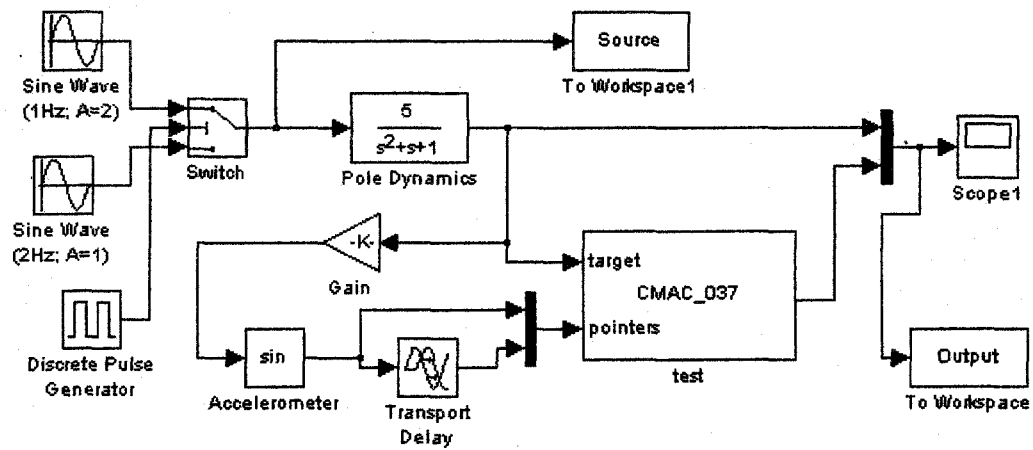 Source
Sine Wave
(1Hz; A=2)
To Workspace1
5
s2+s+1
Switch
Pole Dynamics
Scope1
Sine Wave
(2Hz; A=1)
-K-
Gain
target
CMAC_037
pointers
test
Discrete Pulse
Generator
sin
Accelerometer
Transport
Delay
Output
To Workspace